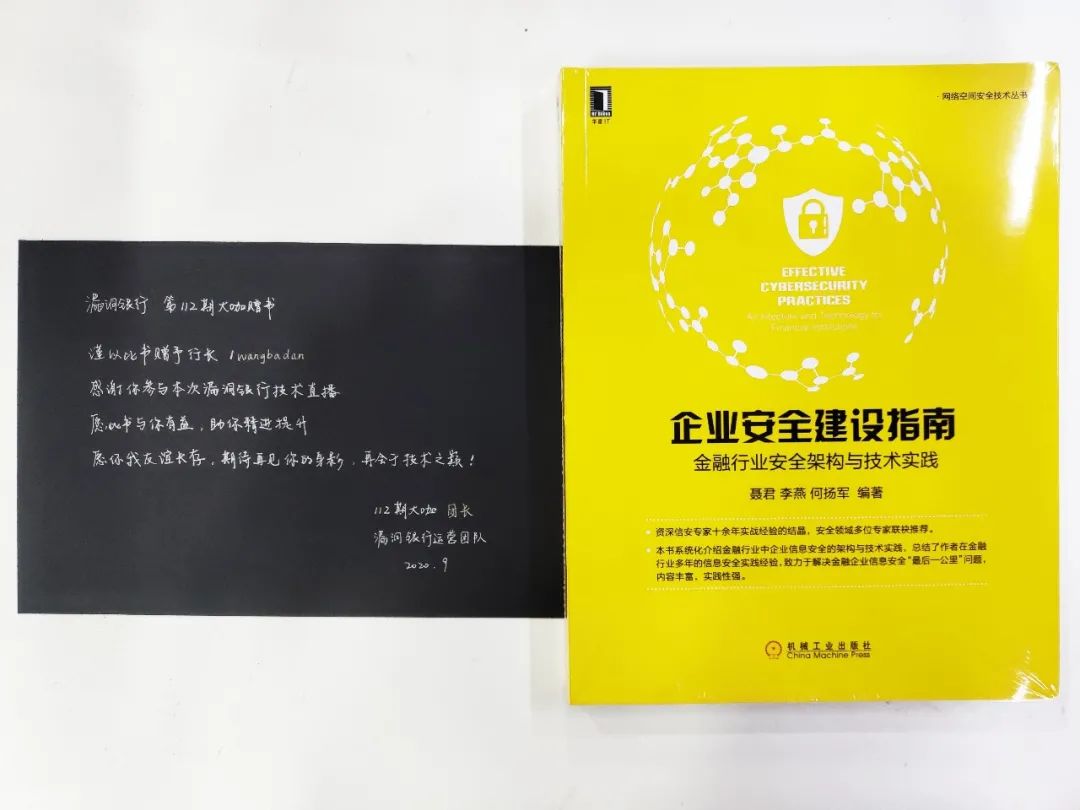 漏洞银行 第112期大咖赠书
谨以此书赠予行长 1wangbadan
感谢你参与本次漏洞银行技术直播
愿此书与你有益，助你精进提升
愿你我友谊长存，期待再见你的身影，再会于技术之巅！
112期大咖 团长
漏洞银行运营团队
2020.9
华章IT
网络空间安全技术丛书
EFFECTIVE
CYBERSECURITY
PRACTICES
Architecture and Technology for
Financial Institutions
企业安全建设指南
金融行业安全架构与技术实践
聂君 李燕 何扬军 编著
• 资深信安专家十余年实战经验的结晶，安全领域多位专家联袂推荐。
• 本书系统化介绍金融行业中企业信息安全的架构与技术实践，总结了作者在金融
行业多年的信息安全实践经验，致力于解决金融企业信息安全“最后一公里”问题，
内容丰富，实践性强。
机械工业出版社
China Machine Press